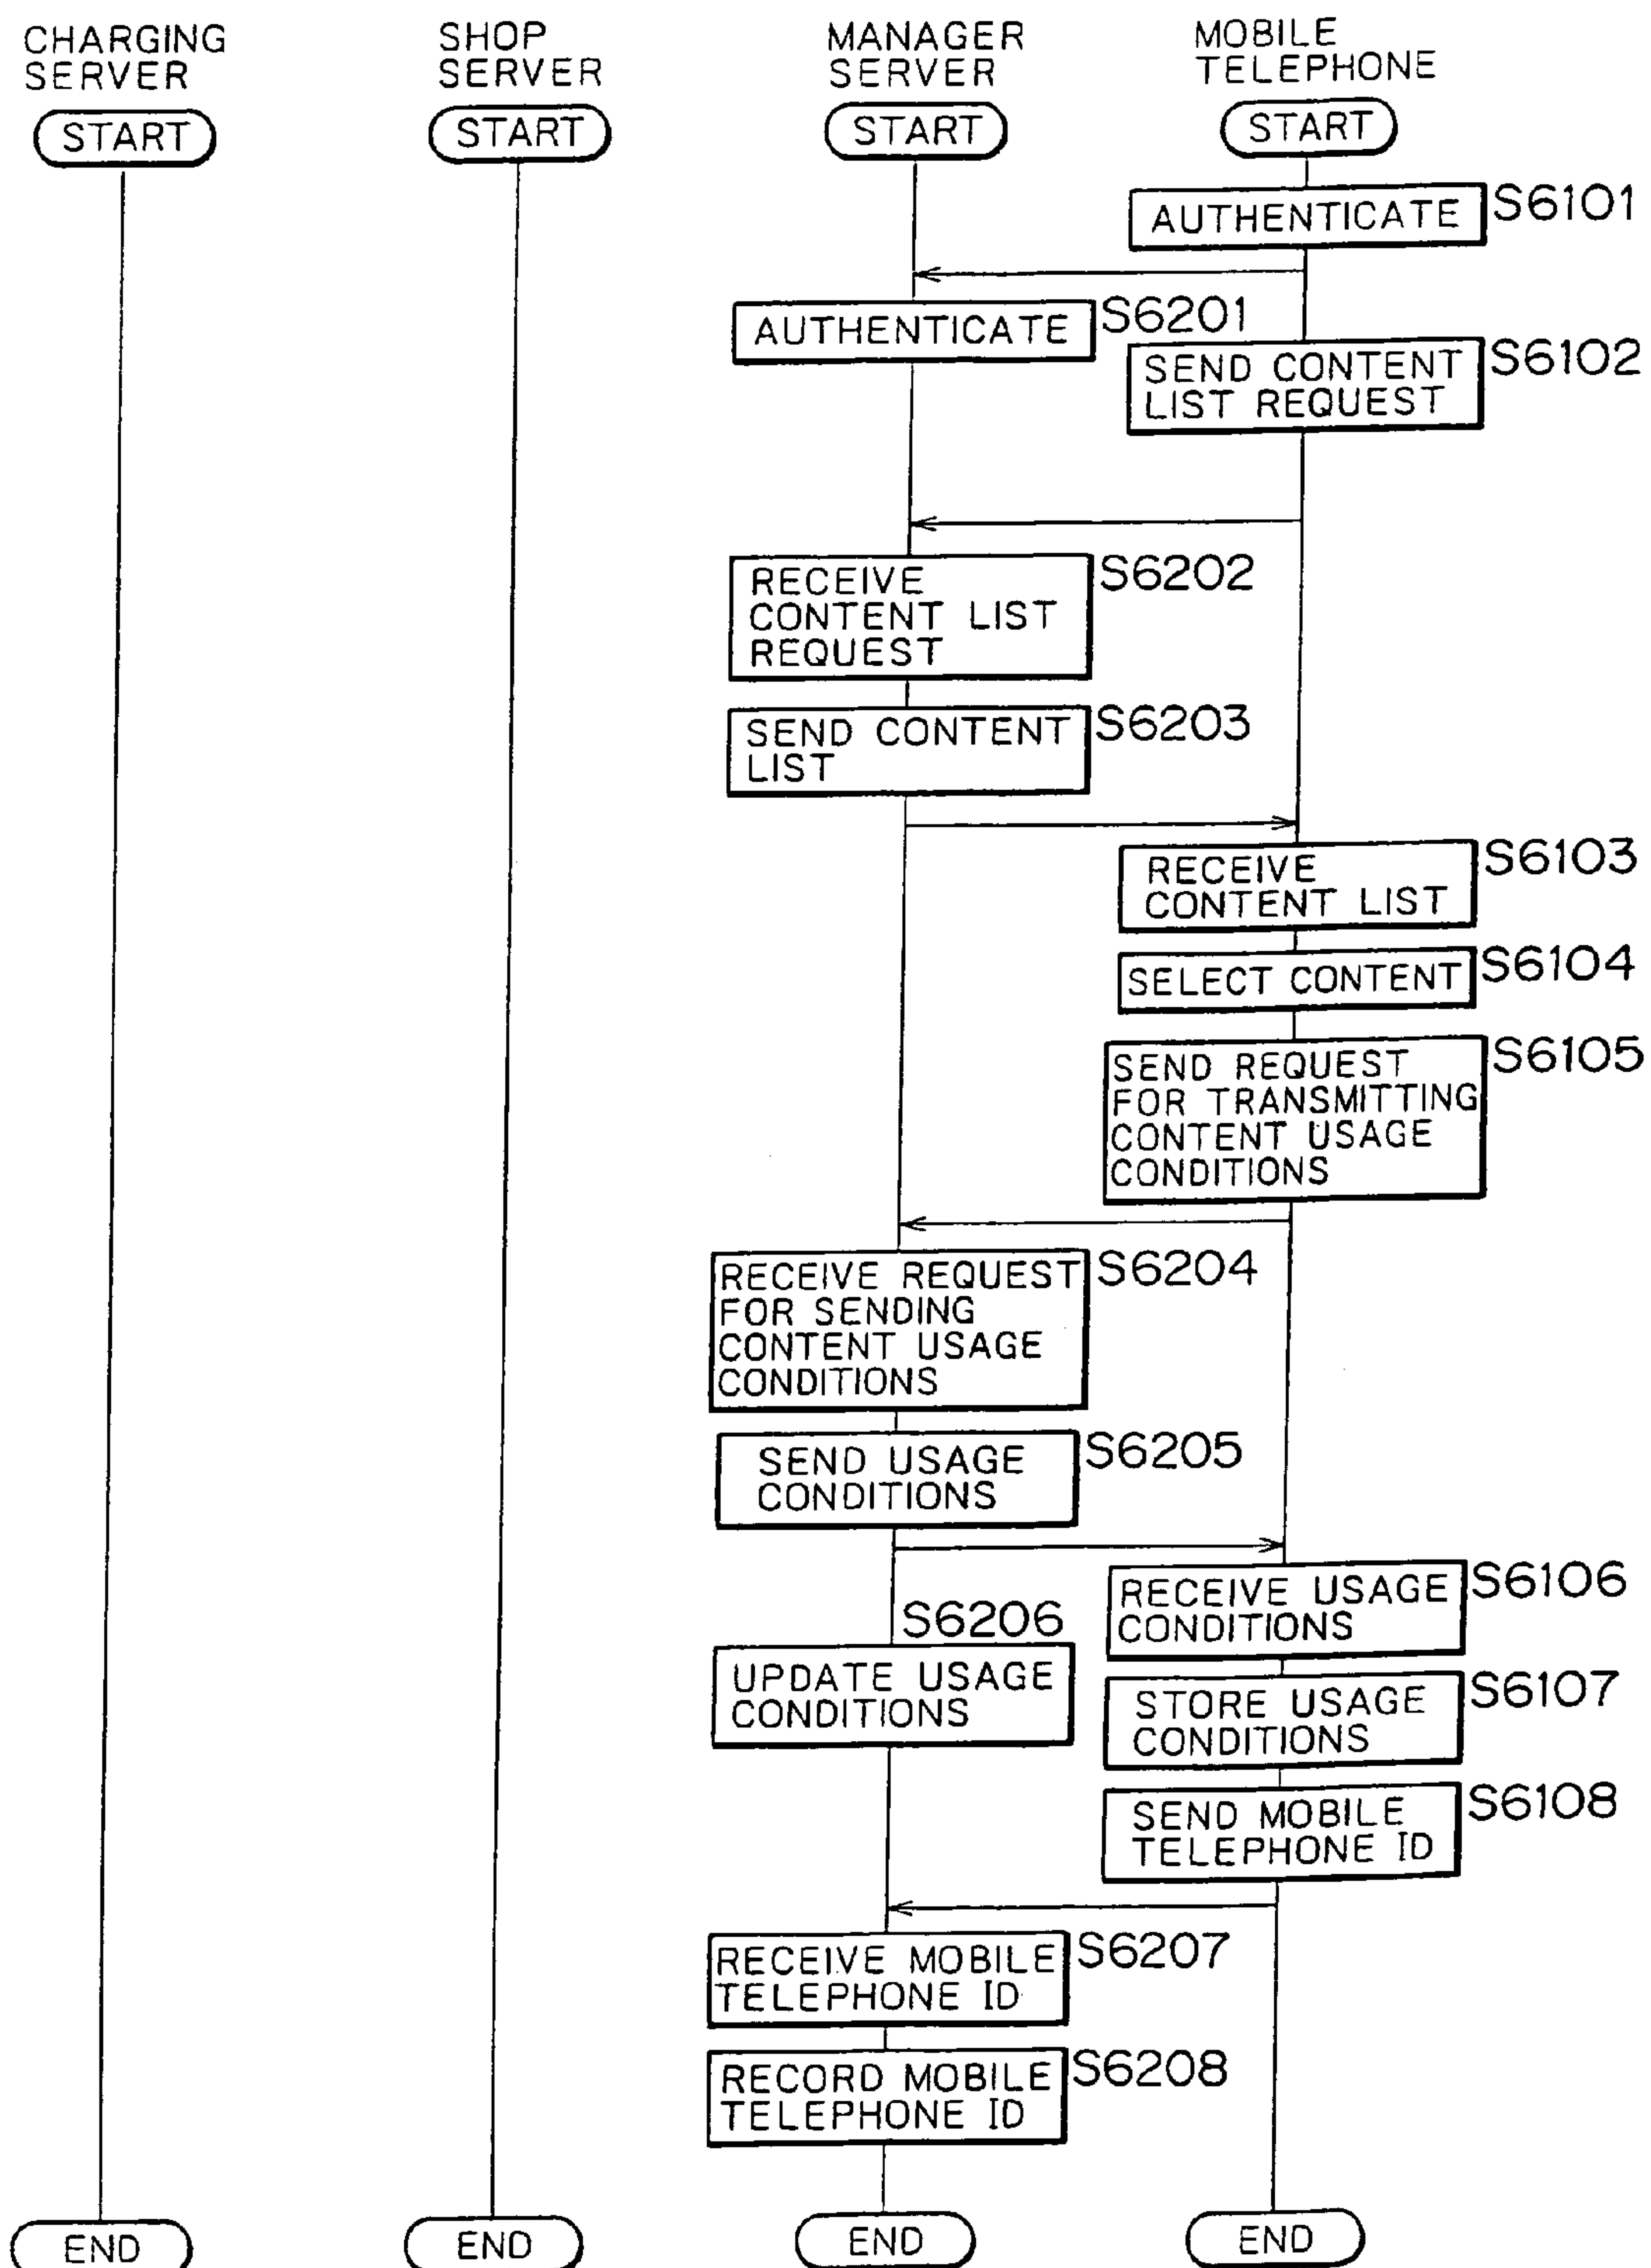 CHARGING
SERVER
SHOP
SERVER
MANAGER
SERVER
MOBILE
TELEPHONE
START
START
START
START
AUTHENTICATE
S6101
AUTHENTICATE
S6201
SEND CONTENT
LIST REQUEST
S6102
RECEIVE
CONTENT LIST
REQUEST
S6202
SEND CONTENT
LIST
S6203
RECEIVE
CONTENT LIST
S6103
SELECT CONTENT
S6104
SEND REQUEST
FOR TRANSMITTING
CONTENT USAGE
CONDITIONS
S6105
RECEIVE REQUEST
FOR SENDING
CONTENT USAGE
CONDITIONS
S6204
SEND USAGE
CONDITIONS
S6205
RECEIVE USAGE
CONDITIONS
S6106
S6206
UPDATE USAGE
CONDITIONS
STORE USAGE
CONDITIONS
S6107
SEND MOBILE
TELEPHONE ID
S6108
RECEIVE MOBILE
TELEPHONE ID
S6207
RECORD MOBILE
TELEPHONE ID
S6208
END
END
END
END